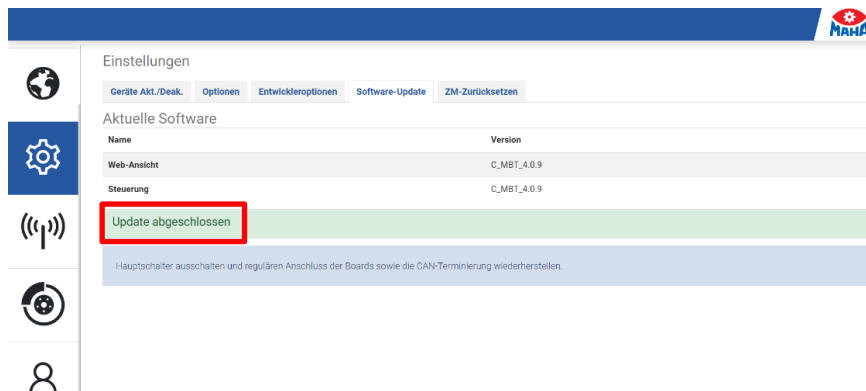 MAHA
Einstellungen
Geräte Akt./Deak. Optionen Entwickleroptionen Software-Update ZM-Zurücksetzen
Aktuelle Software
Name Version
Web-Ansicht C_MBT_4.0.9
Steuerung C_MBT_4.0.9
Update abgeschlossen
Hauptschalter ausschalten und regulären Anschluss der Boards sowie die CAN-Terminierung wiederherstellen.